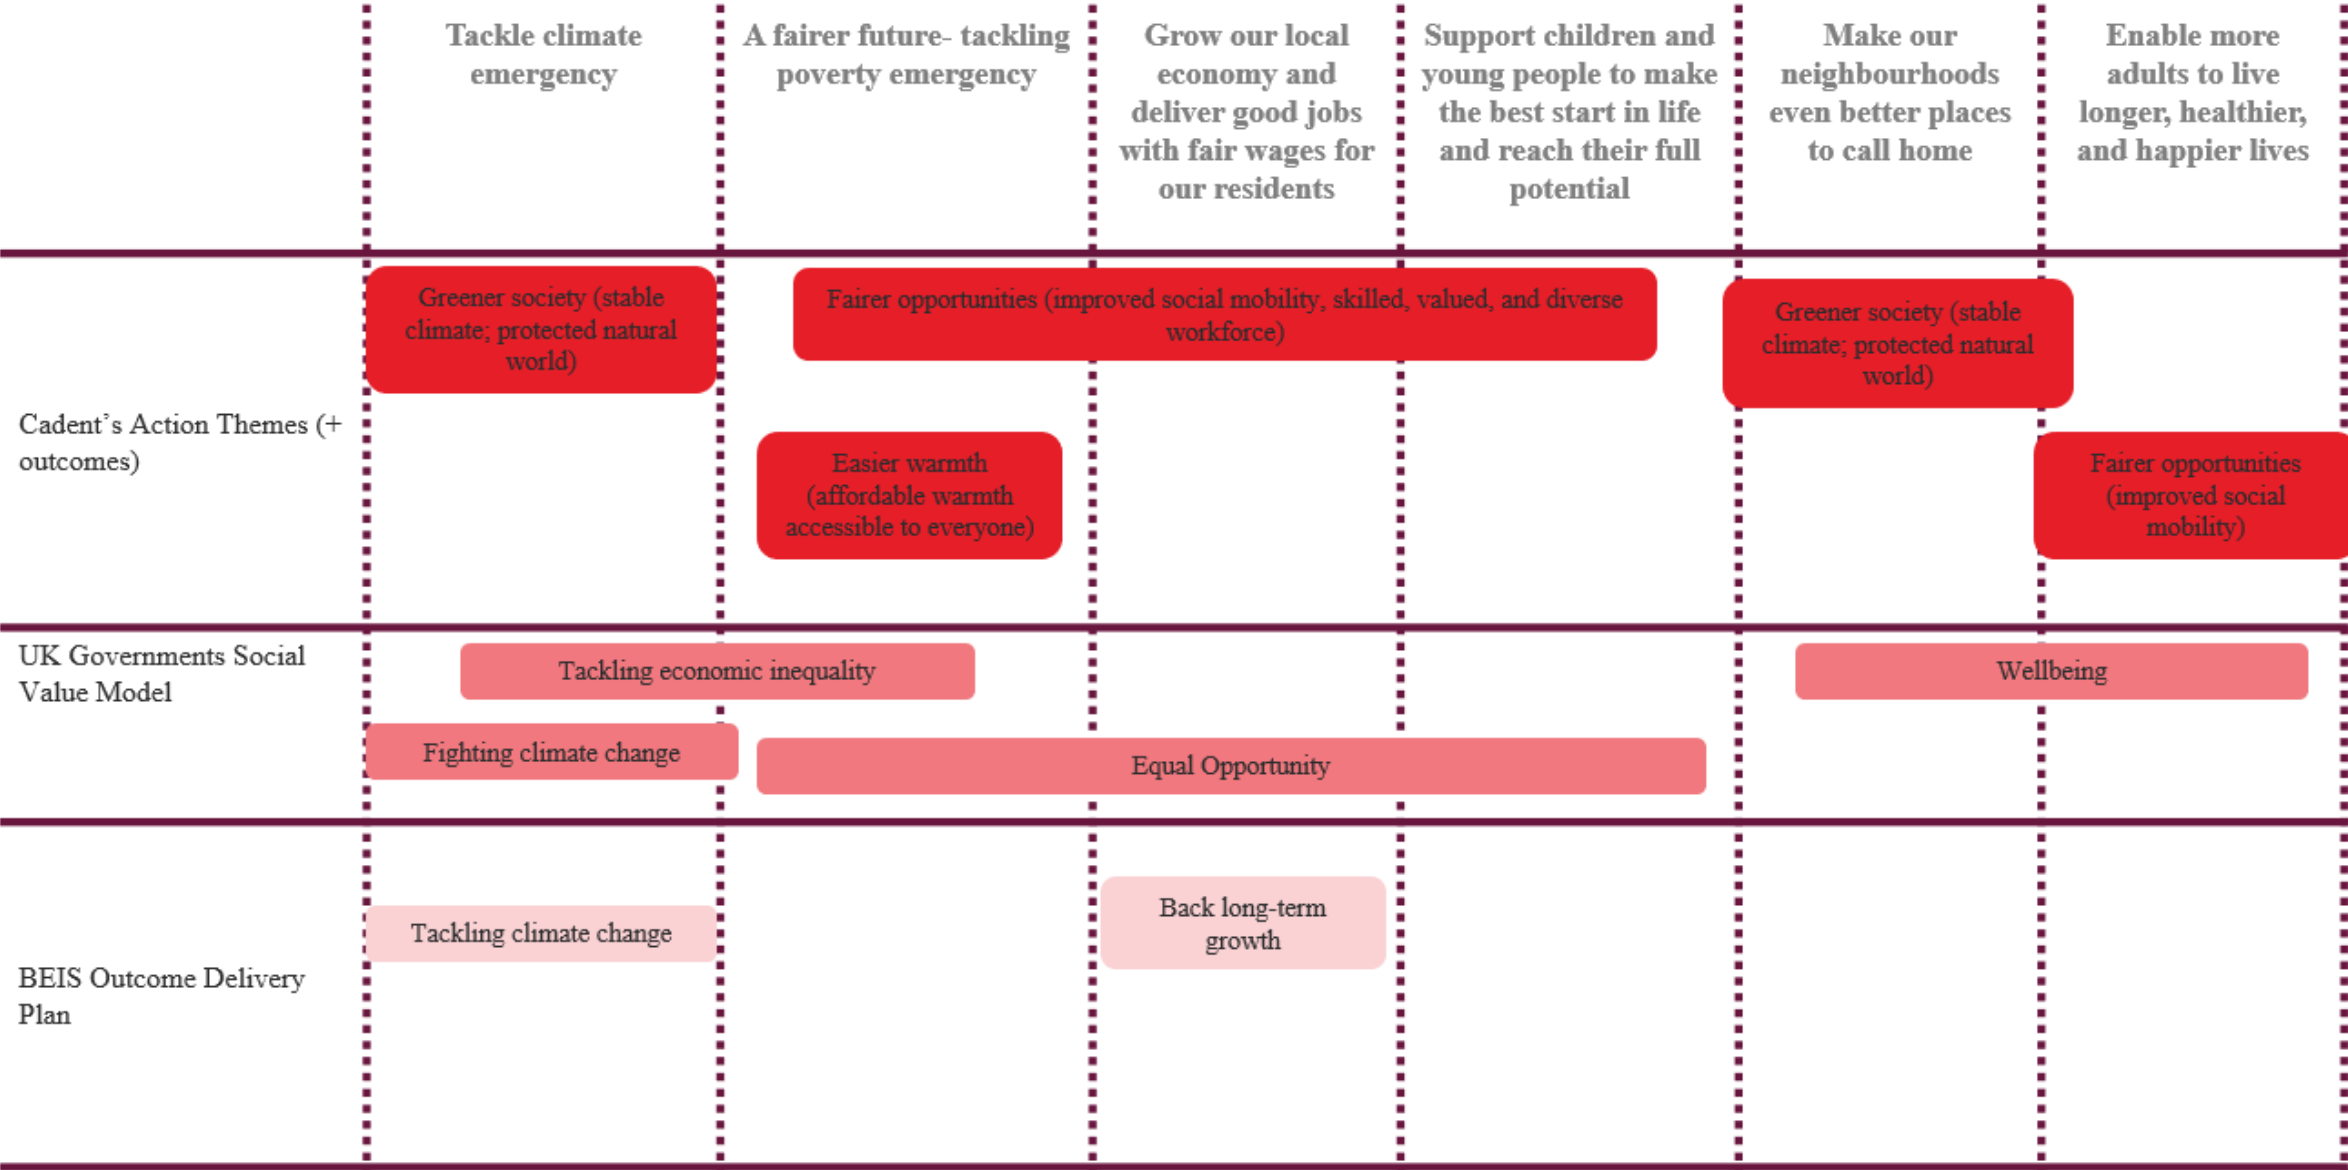 Tackle climate
emergency
A fairer future- tackling
poverty emergency
Grow our local
economy and
deliver good jobs
with fair wages for
our residents
Support children and
young people to make
the best start in life
and reach their full
potential
Make our
neighbourhoods
even better places
to call home
Enable more
adults to live
longer, healthier,
and happier lives
Cadent’s Action Themes (+
outcomes)
Greener society (stable
climate; protected natural
world)
Fairer opportunities (improved social mobility, skilled, valued, and diverse
workforce)
Easier warmth
(affordable warmth
accessible to everyone)
Greener society (stable
climate; protected natural
world)
Fairer opportunities
(improved social
mobility)
UK Governments Social
Value Model
Tackling economic inequality
Wellbeing
Fighting climate change
Equal Opportunity
BEIS Outcome Delivery
Plan
Tackling climate change
Back long-term
growth